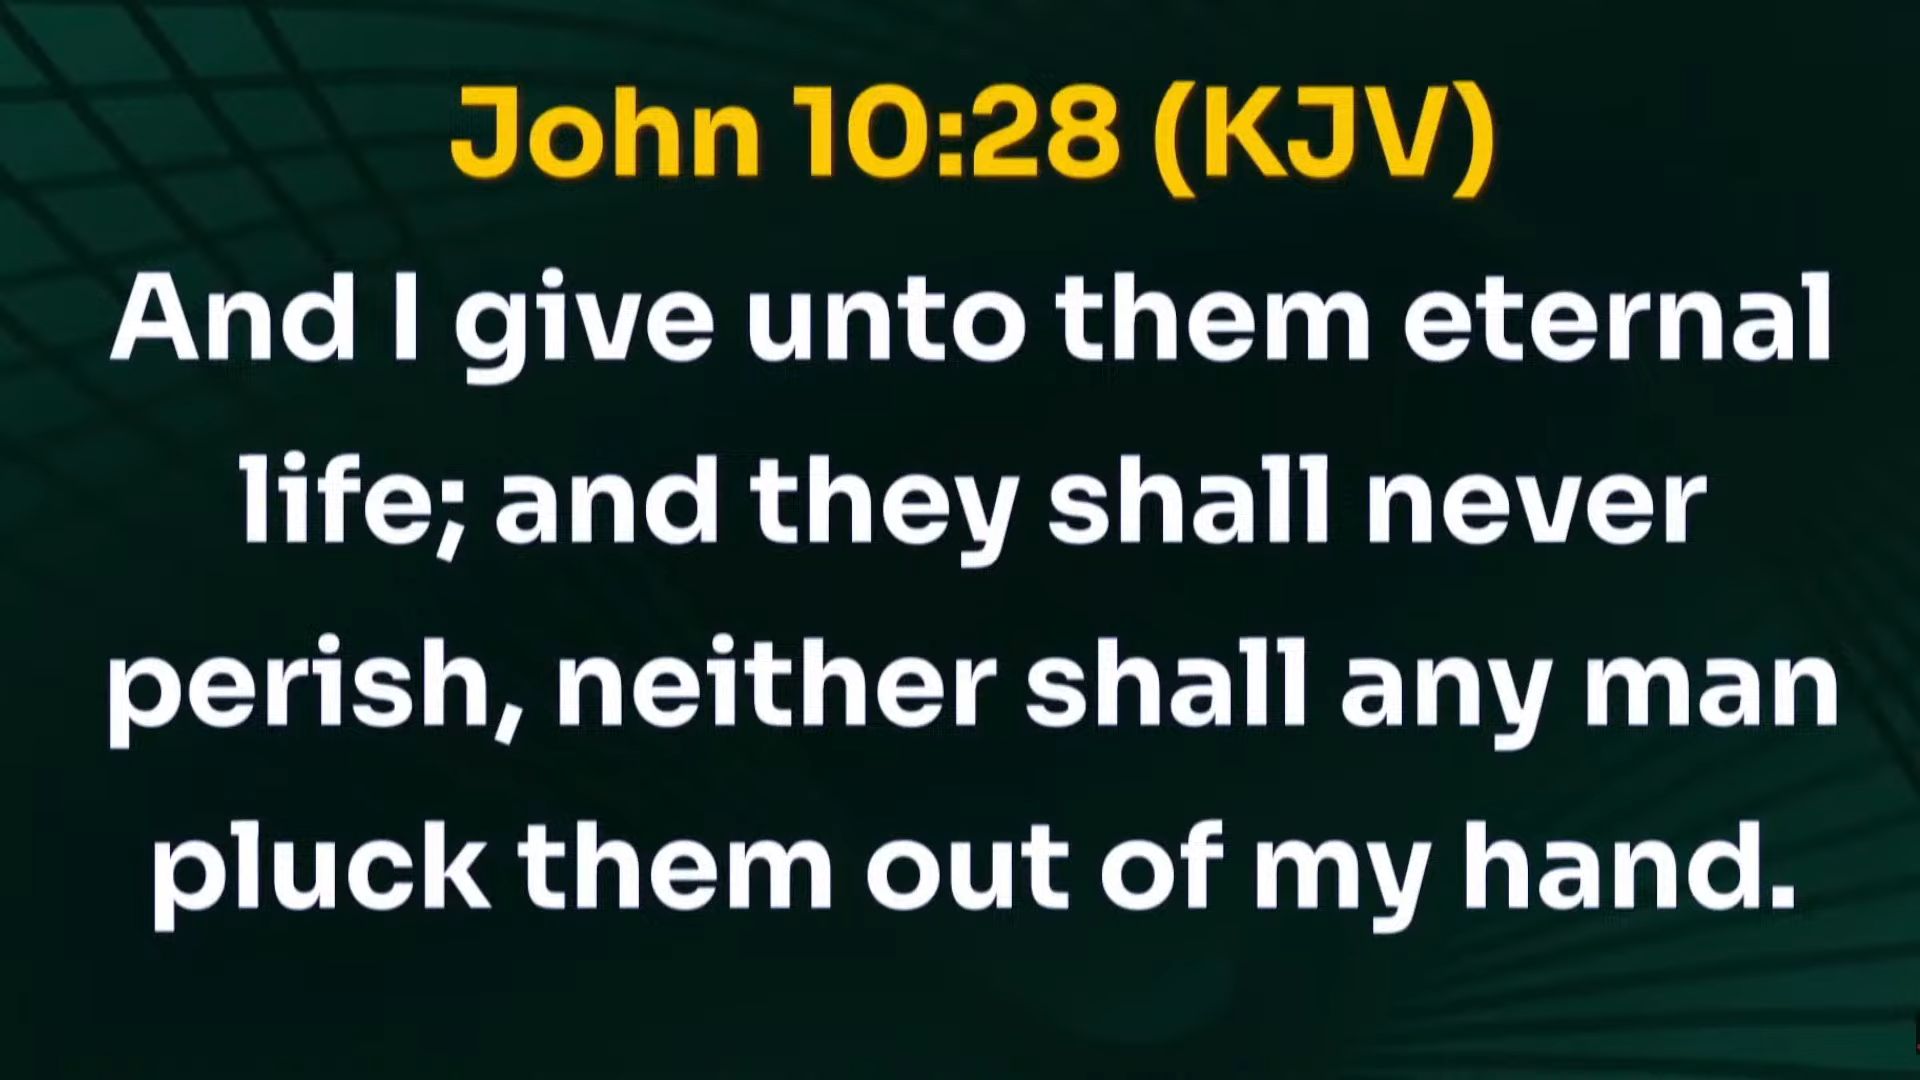 John 10:28 (KJV)
And I give unto them eternal
life; and they shall never
perish, neither shall any man
pluck them out of my hand.